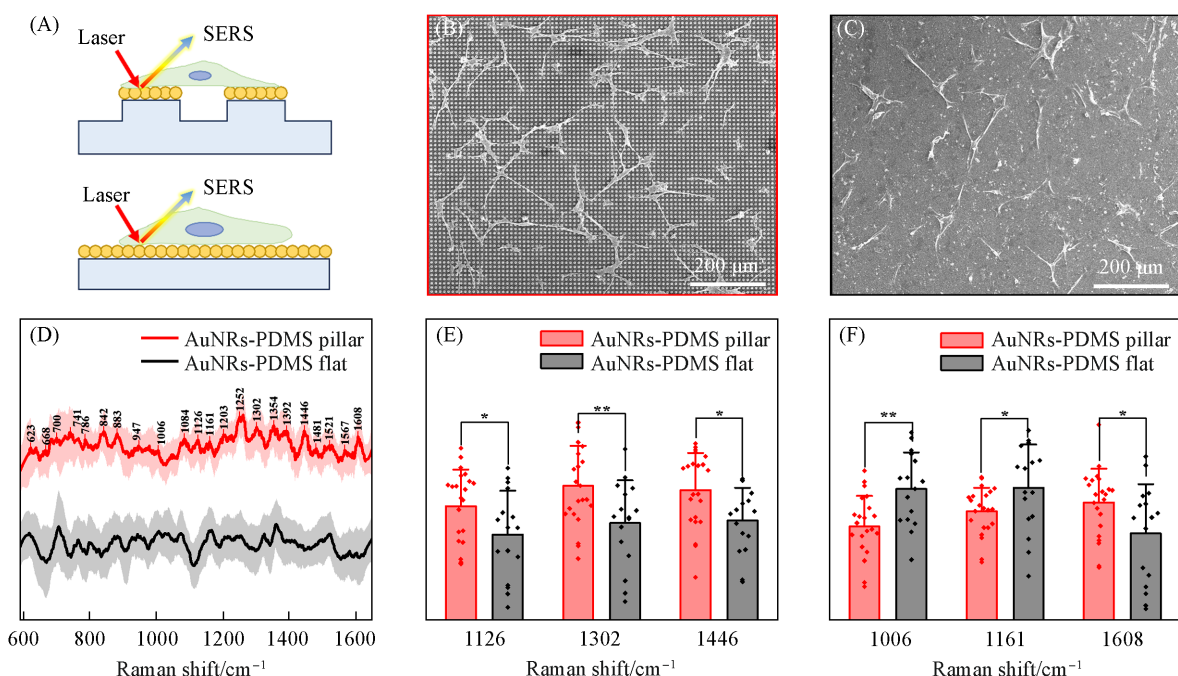 (A)
Laser
SERS
Laser
SERS
(B)
200 μm
(C)
200 μm
(D)
AuNRs-PDMS pillar
AuNRs-PDMS flat
623
668
700
741
786
842
883
947
1006
1084
1126
1161
1203
1252
1302
1354
1392
1446
1481
1521
1567
1608
600 800 1000 1200 1400 1600
Raman shift/cm⁻¹
(E)
AuNRs-PDMS pillar
AuNRs-PDMS flat
* ** *
1126 1302 1446
Raman shift/cm⁻¹
(F)
AuNRs-PDMS pillar
AuNRs-PDMS flat
** * *
1006 1161 1608
Raman shift/cm⁻¹